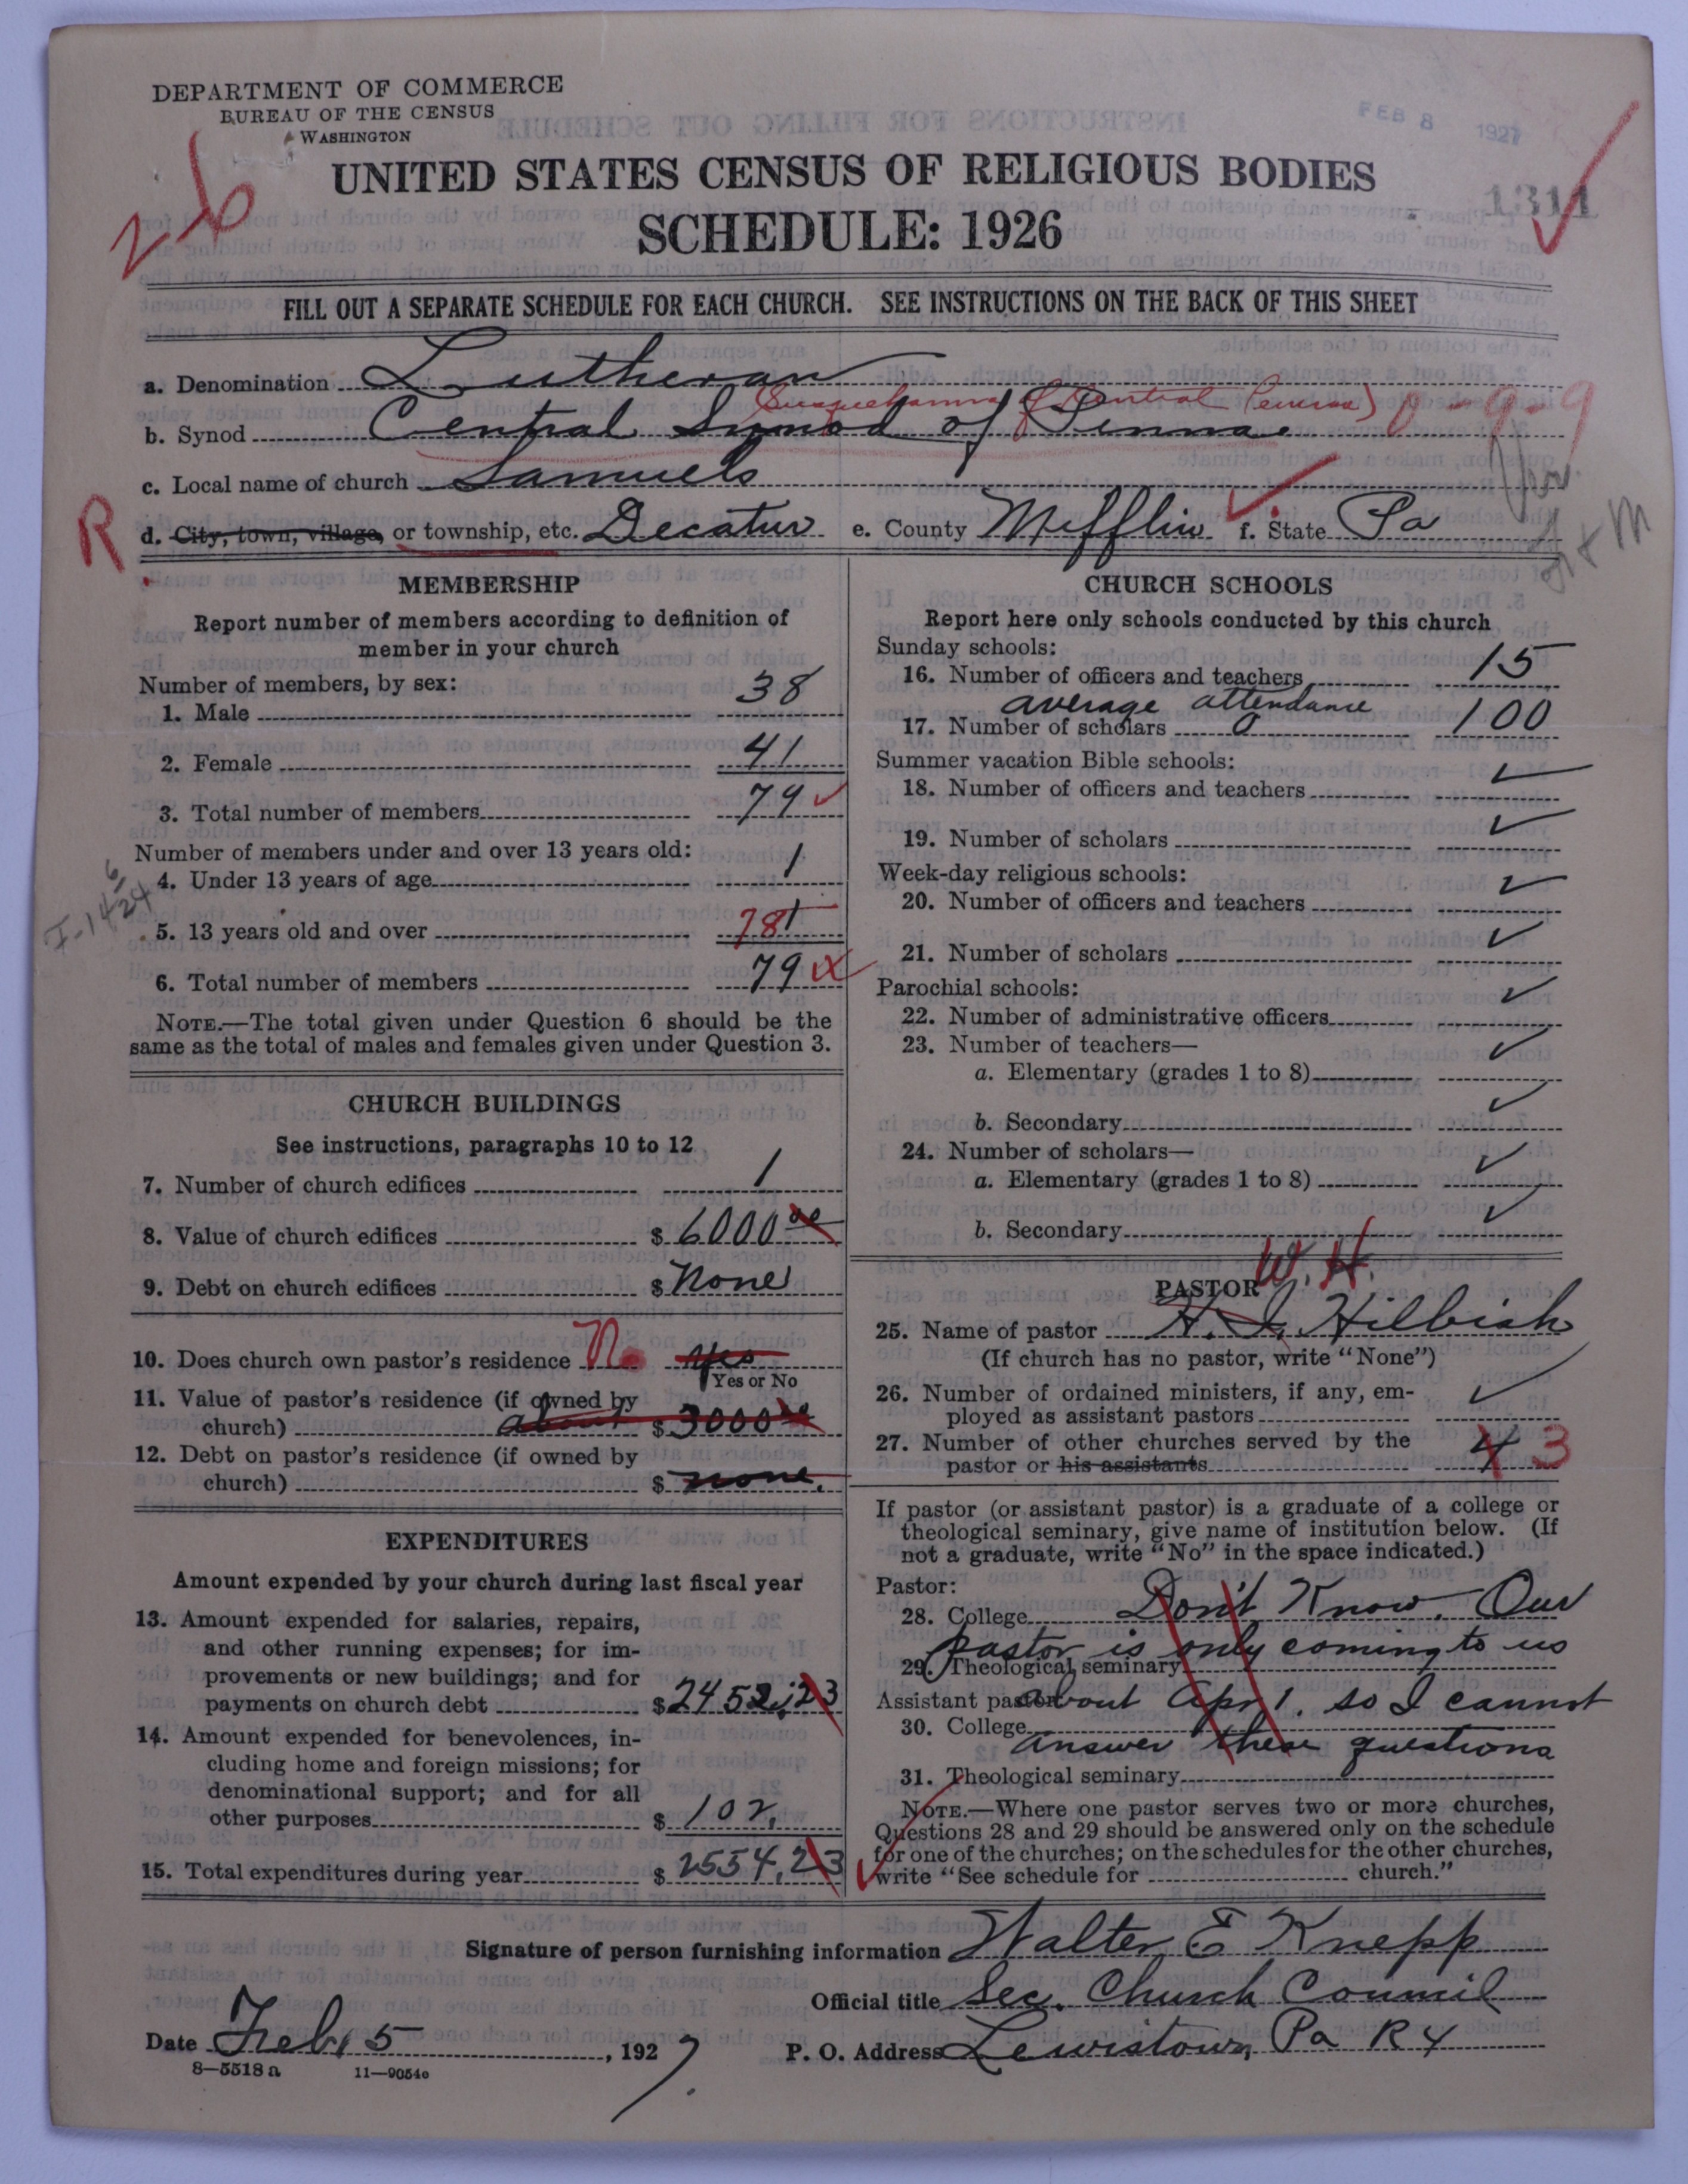 DEPARTMENT OF COMMERCE
BUREAU OF THE CENSUS
WASHINGTON
FEB 8 1927
26
UNITED STATES CENSUS OF RELIGIOUS BODIES
1311
SCHEDULE: 1926
FILL OUT A SEPARATE SCHEDULE FOR EACH CHURCH. SEE INSTRUCTIONS ON THE BACK OF THIS SHEET
a. Denomination Lutheran
Susquehanna of Central 0-9-9
b. Synod Central Synod of Penna
c. Local name of church Samuels
R d. City, town, village, or township, etc. Decatur e. County Mifflin f. State Pa
MEMBERSHIP
Report number of members according to definition of
member in your church
Number of members, by sex:
1. Male 38
2. Female 41
3. Total number of members 79
Number of members under and over 13 years old:
4. Under 13 years of age 1
5. 13 years old and over 78
6. Total number of members 79
NOTE.—The total given under Question 6 should be the
same as the total of males and females given under Question 3.
CHURCH BUILDINGS
See instructions, paragraphs 10 to 12
7. Number of church edifices 1
8. Value of church edifices $ 6000 00
9. Debt on church edifices $ None
10. Does church own pastor's residence No yes
Yes or No
11. Value of pastor's residence (if owned by
church) about $ 3000 00
12. Debt on pastor's residence (if owned by
church) $ none.
EXPENDITURES
Amount expended by your church during last fiscal year
13. Amount expended for salaries, repairs,
and other running expenses; for im-
provements or new buildings; and for
payments on church debt $ 2452.23
14. Amount expended for benevolences, in-
cluding home and foreign missions; for
denominational support; and for all
other purposes $ 102.
15. Total expenditures during year $ 2554.23
CHURCH SCHOOLS
Report here only schools conducted by this church
Sunday schools:
16. Number of officers and teachers 15
average attendance
17. Number of scholars 100
Summer vacation Bible schools:
18. Number of officers and teachers
19. Number of scholars
Week-day religious schools:
20. Number of officers and teachers
21. Number of scholars
Parochial schools:
22. Number of administrative officers
23. Number of teachers—
a. Elementary (grades 1 to 8)
b. Secondary
24. Number of scholars—
a. Elementary (grades 1 to 8)
b. Secondary
PASTOR W. H.
25. Name of pastor H. I. Hilbish
(If church has no pastor, write "None")
26. Number of ordained ministers, if any, em-
ployed as assistant pastors
27. Number of other churches served by the
pastor or his assistants 4 3
If pastor (or assistant pastor) is a graduate of a college or
theological seminary, give name of institution below. (If
not a graduate, write "No" in the space indicated.)
Pastor:
28. College Don't Know. Our
pastor is only coming to us
29. Theological seminary
Assistant pastor: about Apr 1. so I cannot
30. College
answer these questions
31. Theological seminary
NOTE.—Where one pastor serves two or more churches,
Questions 28 and 29 should be answered only on the schedule
for one of the churches; on the schedules for the other churches,
write "See schedule for church."
Signature of person furnishing information Walter E Knepp
Official title Sec. Church Council
Date Feb. 5, 1927. P. O. Address Lewistown, Pa R 4
8—5518 a 11—9054c